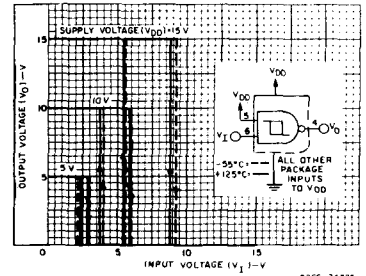 SUPPLY VOLTAGE (VDD)=15 V
10 V
5 V
15
10
5
0
0
5
10
15
OUTPUT VOLTAGE (VO)—V
INPUT VOLTAGE (VI)—V
VDD
VDD
5
VI
6
4
VO
-55°C=
+125°C=
ALL OTHER
PACKAGE
INPUTS
TO VDD